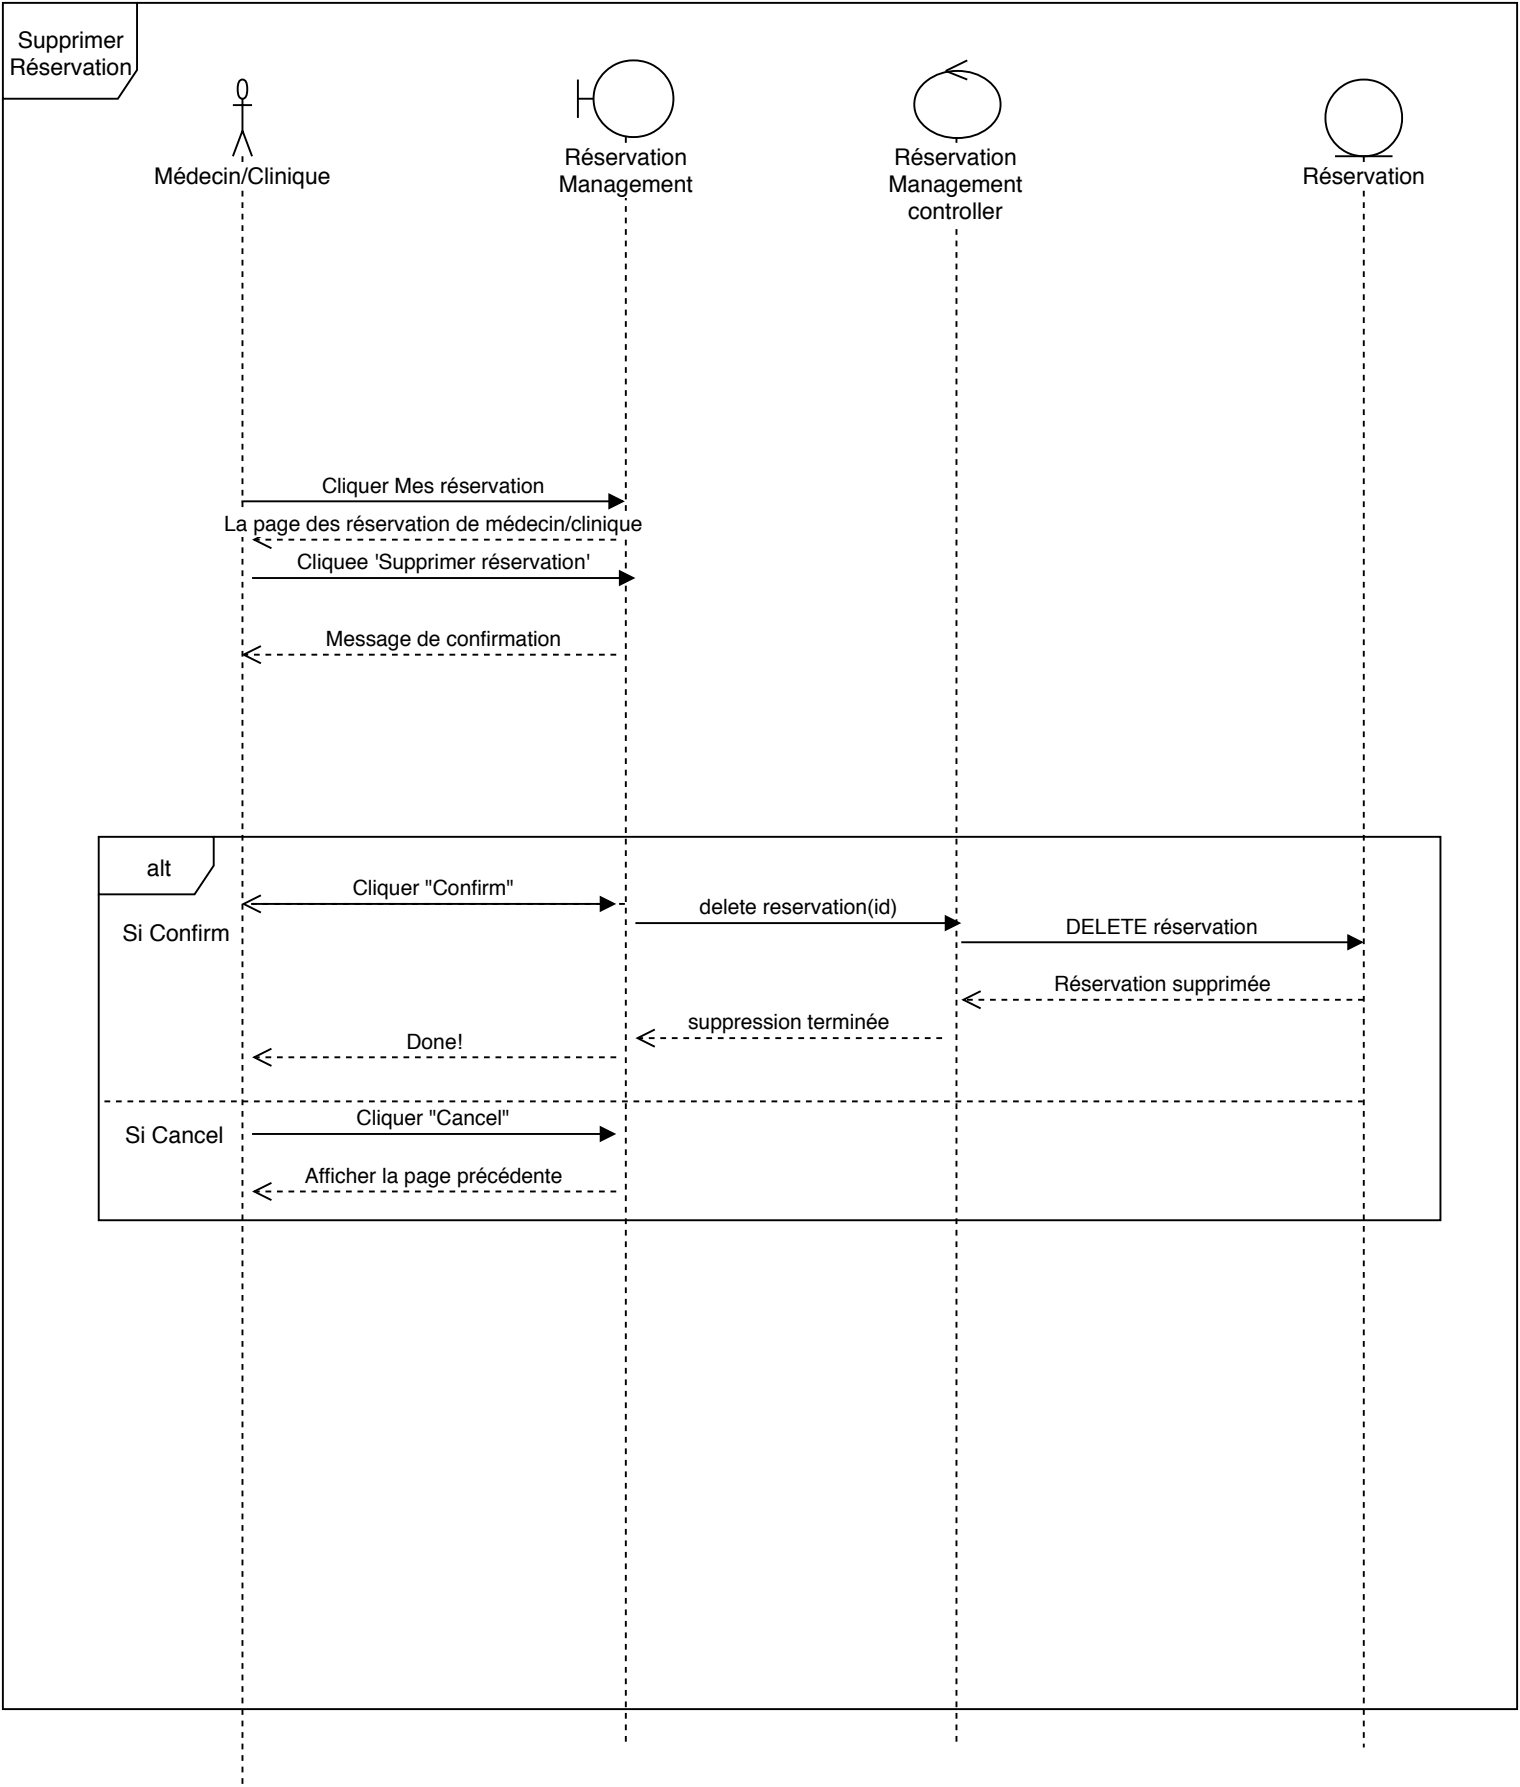 Supprimer
Réservation
Médecin/Clinique
Réservation
Management
Réservation
Management
controller
Réservation
Cliquer Mes réservation
La page des réservation de médecin/clinique
Cliquee 'Supprimer réservation'
Message de confirmation
alt
Cliquer "Confirm"
delete reservation(id)
Si Confirm
DELETE réservation
Réservation supprimée
suppression terminée
Done!
Cliquer "Cancel"
Si Cancel
Afficher la page précédente